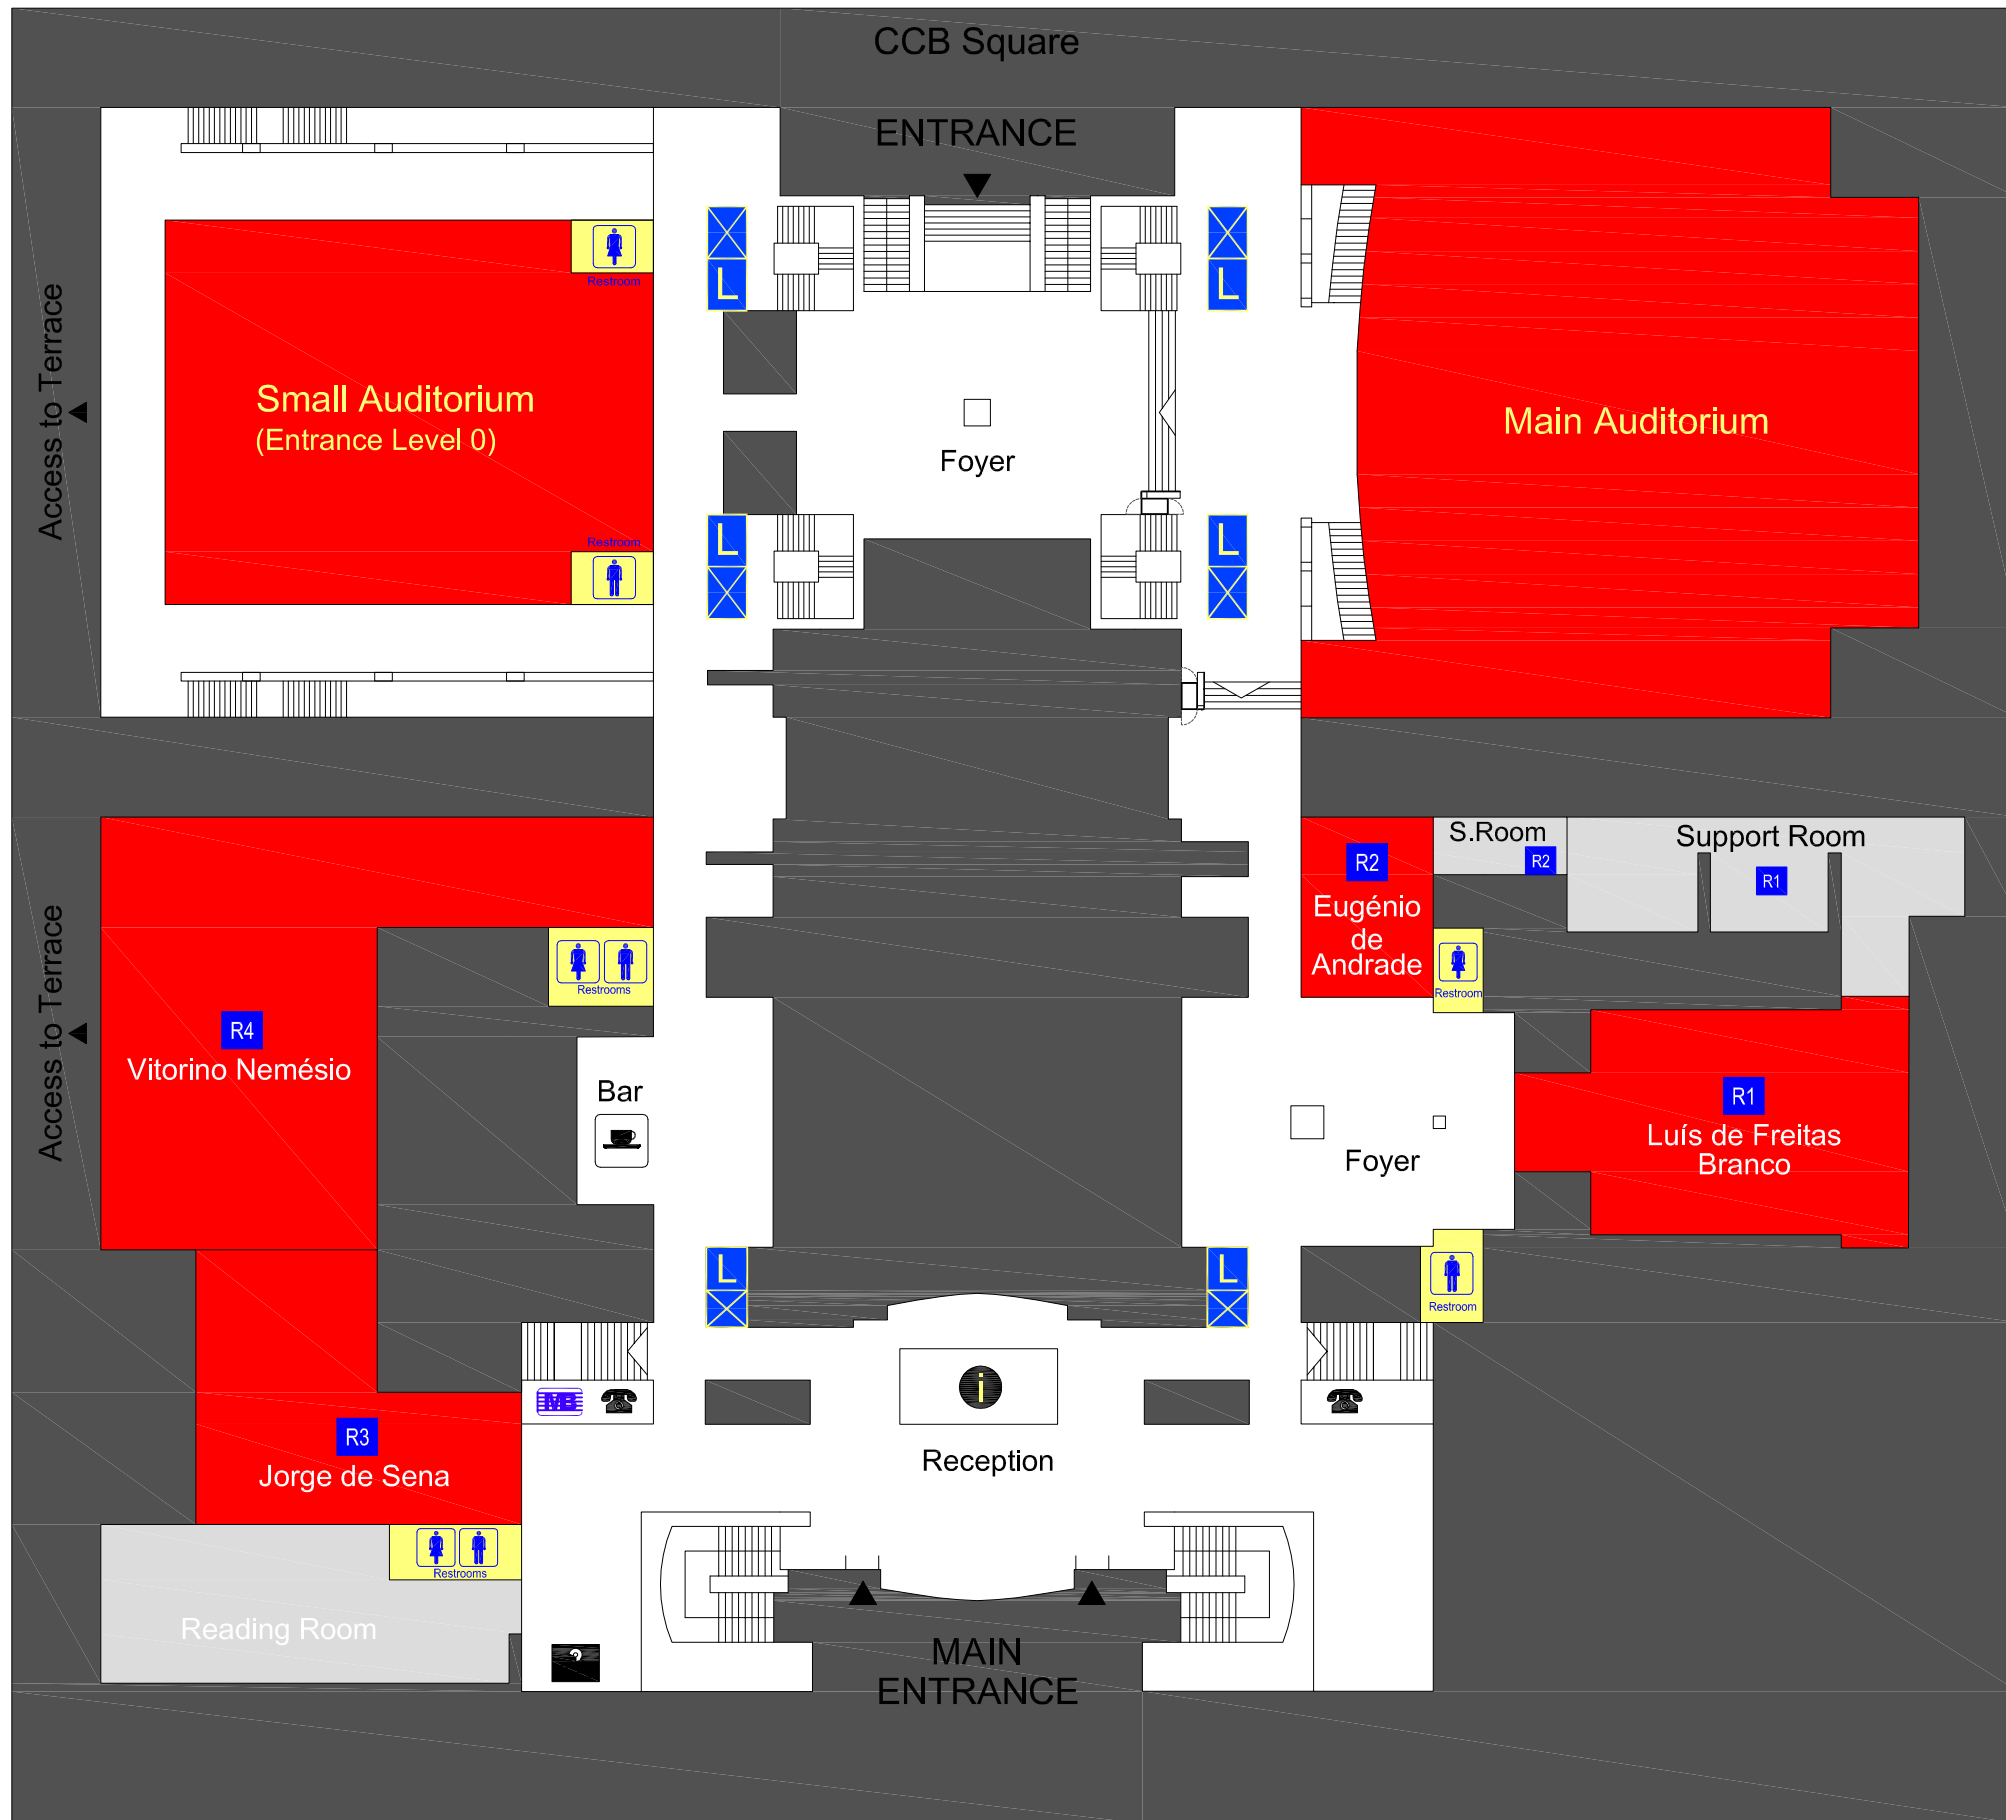 CCB Square
ENTRANCE
Restroom
L
L
Access to Terrace
Small Auditorium
(Entrance Level 0)
Main Auditorium
Foyer
Restroom
L
L
S.Room
R2
Support Room
R1
R2
Eugénio
de
Andrade
Restrooms
Restroom
Access to Terrace
R4
Vitorino Nemésio
Bar
R1
Luís de Freitas
Branco
Foyer
L
L
Restroom
i
MB
R3
Jorge de Sena
Reception
Restrooms
Reading Room
?
MAIN
ENTRANCE